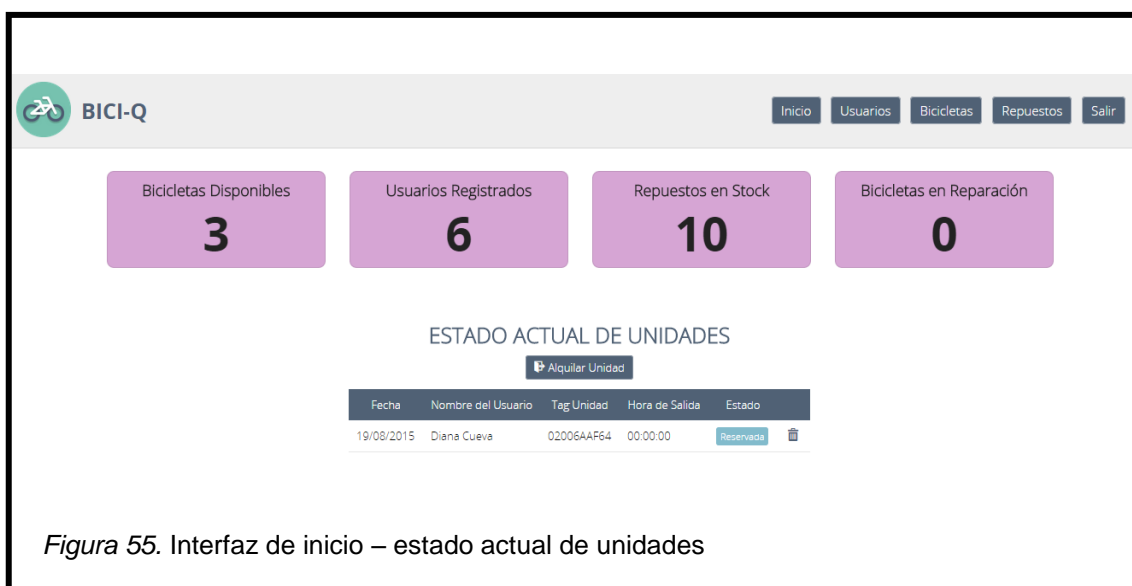 BICI-Q
Inicio Usuarios Bicicletas Repuestos Salir
Bicicletas Disponibles Usuarios Registrados Repuestos en Stock Bicicletas en Reparación
3 6 10 0
ESTADO ACTUAL DE UNIDADES
Alquilar Unidad
Fecha Nombre del Usuario Tag Unidad Hora de Salida Estado
19/08/2015 Diana Cueva 02006AAF64 00:00:00 Reservada
Figura 55. Interfaz de inicio – estado actual de unidades